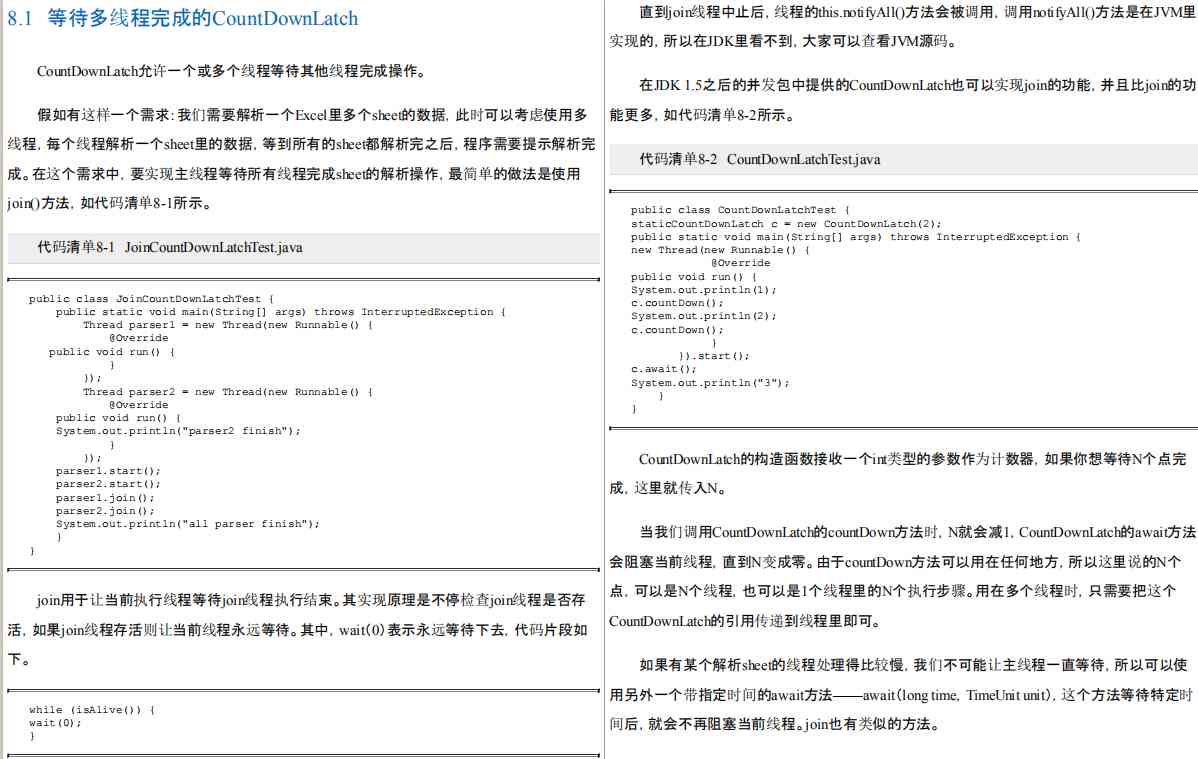 8.1 等待多线程完成的CountDownLatch
CountDownLatch允许一个或多个线程等待其他线程完成操作。
假如有这样一个需求：我们需要解析一个Excel里多个sheet的数据，此时可以考虑使用多
线程，每个线程解析一个sheet里的数据，等到所有的sheet都解析完之后，程序需要提示解析完
成。在这个需求中，要实现主线程等待所有线程完成sheet的解析操作，最简单的做法是使用
join()方法，如代码清单8-1所示。
代码清单8-1 JoinCountDownLatchTest.java
public class JoinCountDownLatchTest {
public static void main(String[] args) throws InterruptedException {
Thread parser1 = new Thread(new Runnable() {
@Override
public void run() {
}
});
Thread parser2 = new Thread(new Runnable() {
@Override
public void run() {
System.out.println("parser2 finish");
}
});
parser1.start();
parser2.start();
parser1.join();
parser2.join();
System.out.println("all parser finish");
}
}
join用于让当前执行线程等待join线程执行结束。其实现原理是不停检查join线程是否存
活，如果join线程存活则让当前线程永远等待。其中，wait（0）表示永远等待下去，代码片段如
下。
while (isAlive()) {
wait(0);
}
直到join线程中止后，线程的this.notifyAll()方法会被调用，调用notifyAll()方法是在JVM里
实现的，所以在JDK里看不到，大家可以查看JVM源码。
在JDK 1.5之后的并发包中提供的CountDownLatch也可以实现join的功能，并且比join的功
能更多，如代码清单8-2所示。
代码清单8-2 CountDownLatchTest.java
public class CountDownLatchTest {
staticCountDownLatch c = new CountDownLatch(2);
public static void main(String[] args) throws InterruptedException {
new Thread(new Runnable() {
@Override
public void run() {
System.out.println(1);
c.countDown();
System.out.println(2);
c.countDown();
}
}).start();
c.await();
System.out.println("3");
}
}
CountDownLatch的构造函数接收一个int类型的参数作为计数器，如果你想等待N个点完
成，这里就传入N。
当我们调用CountDownLatch的countDown方法时，N就会减1，CountDownLatch的await方法
会阻塞当前线程，直到N变成零。由于countDown方法可以用在任何地方，所以这里说的N个
点，可以是N个线程，也可以是1个线程里的N个执行步骤。用在多个线程时，只需要把这个
CountDownLatch的引用传递到线程里即可。
如果有某个解析sheet的线程处理得比较慢，我们不可能让主线程一直等待，所以可以使
用另外一个带指定时间的await方法——await（long time，TimeUnit unit），这个方法等待特定时
间后，就会不再阻塞当前线程。join也有类似的方法。